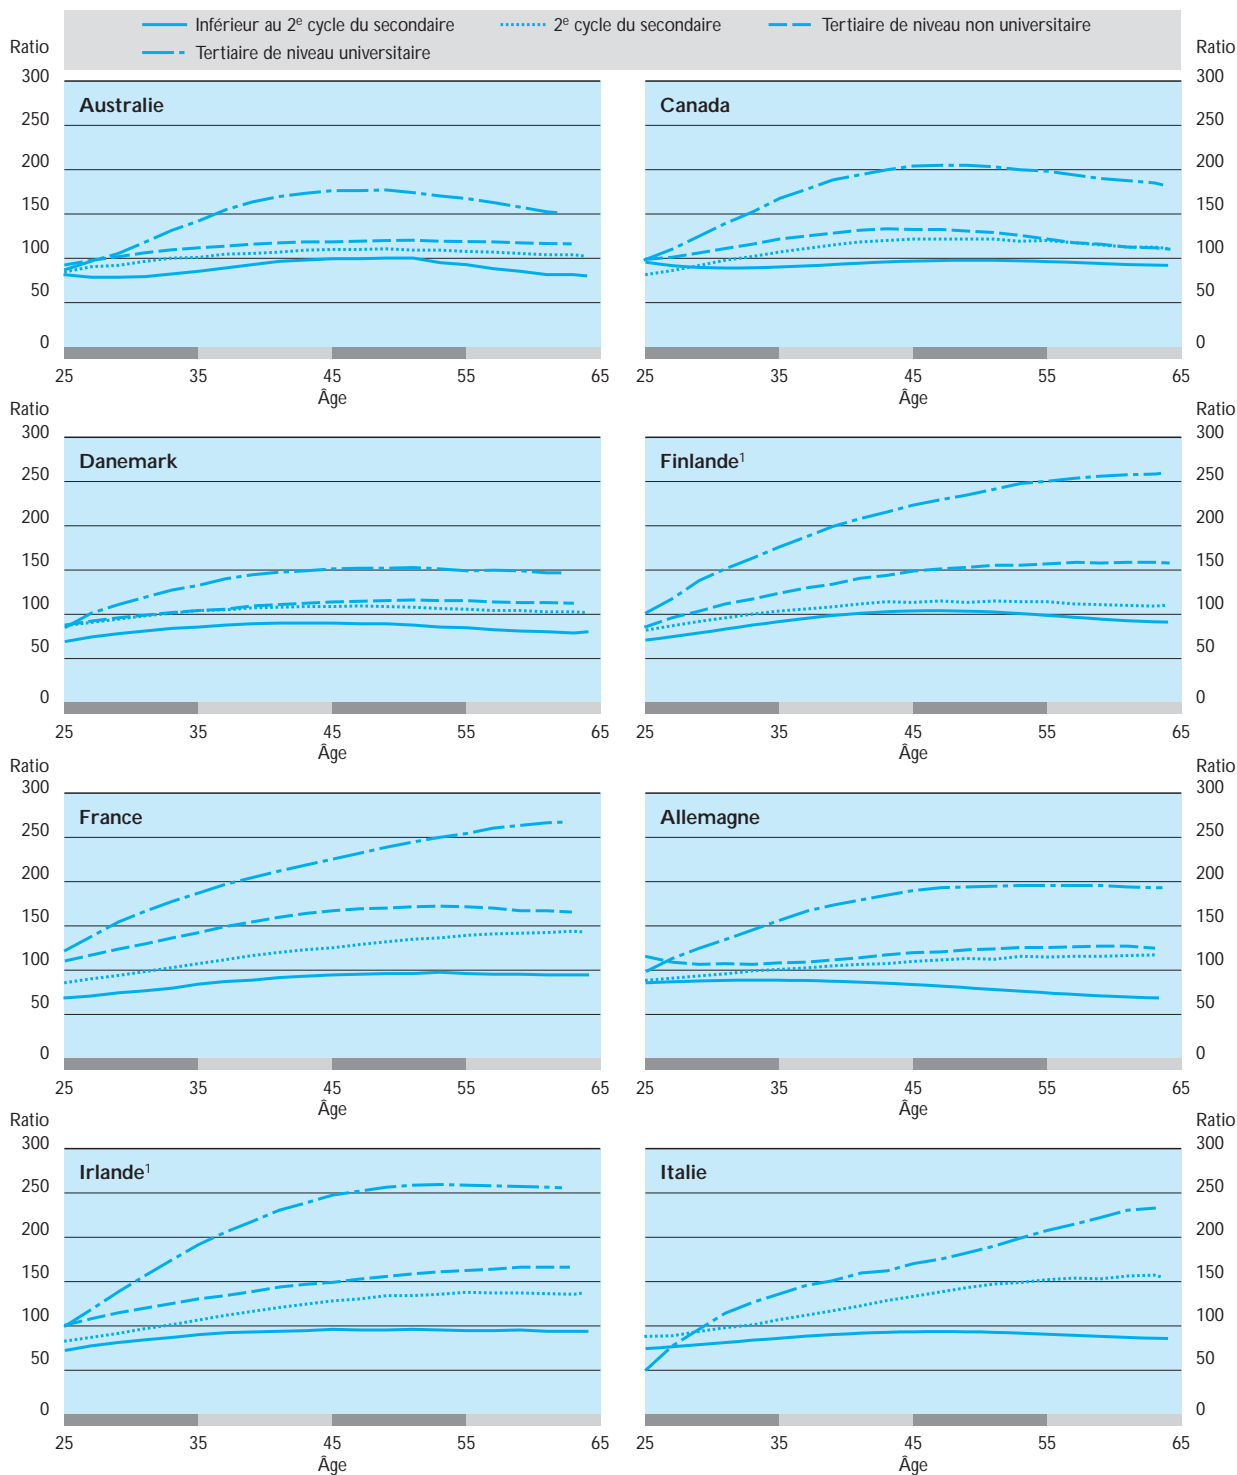 Inférieur au 2e cycle du secondaire 2e cycle du secondaire Tertiaire de niveau non universitaire
Tertiaire de niveau universitaire
Ratio Ratio
300 300
Australie Canada
250 250
200 200
150 150
100 100
50 50
0 0
25 35 45 55 65 25 35 45 55 65
Âge Âge
Ratio Ratio
300 300
Danemark Finlande1
250 250
200 200
150 150
100 100
50 50
0 0
25 35 45 55 65 25 35 45 55 65
Âge Âge
Ratio Ratio
300 300
France Allemagne
250 250
200 200
150 150
100 100
50 50
0 0
25 35 45 55 65 25 35 45 55 65
Âge Âge
Ratio Ratio
300 300
Irlande1 Italie
250 250
200 200
150 150
100 100
50 50
0 0
25 35 45 55 65 25 35 45 55 65
Âge Âge